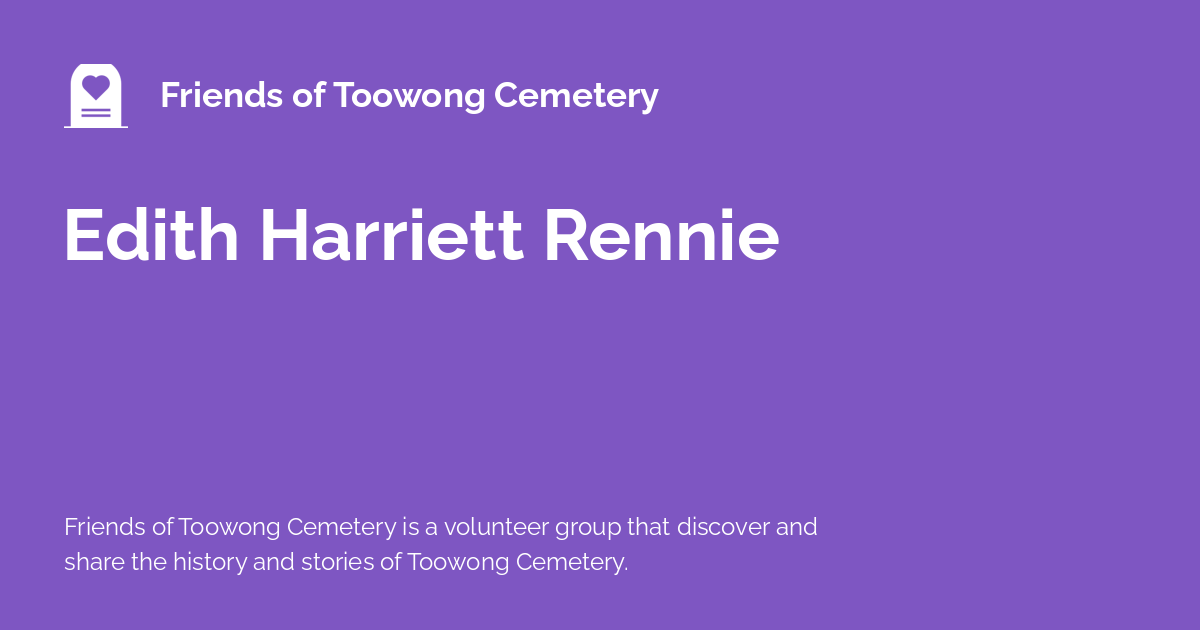 Friends of Toowong Cemetery
Edith Harriett Rennie
Friends of Toowong Cemetery is a volunteer group that discover and
share the history and stories of Toowong Cemetery.